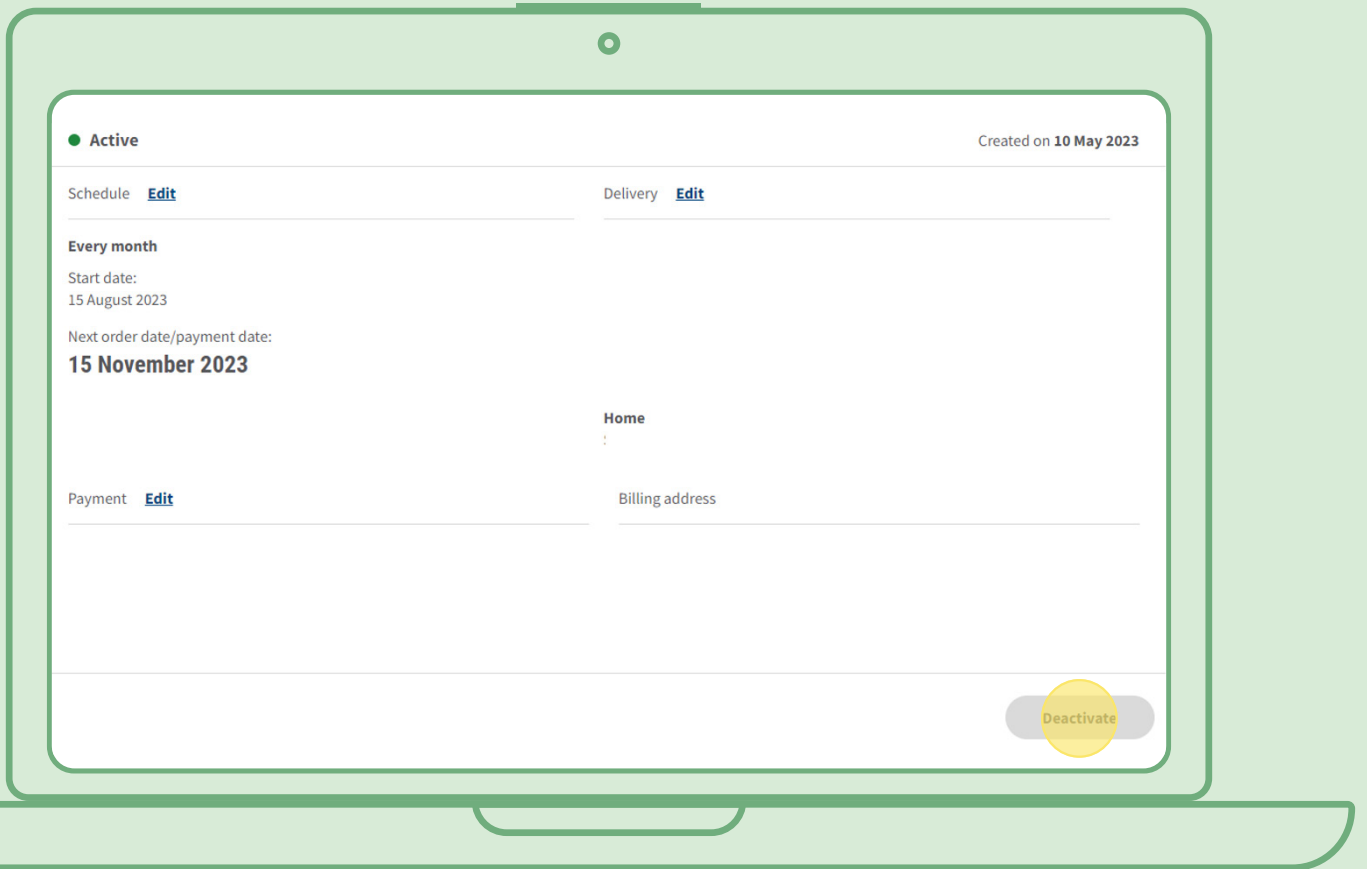 Active
Created on 10 May 2023
Schedule Edit
Delivery Edit
Every month
Start date:
15 August 2023
Next order date/payment date:
15 November 2023
Home
Payment Edit
Billing address
Deactivate